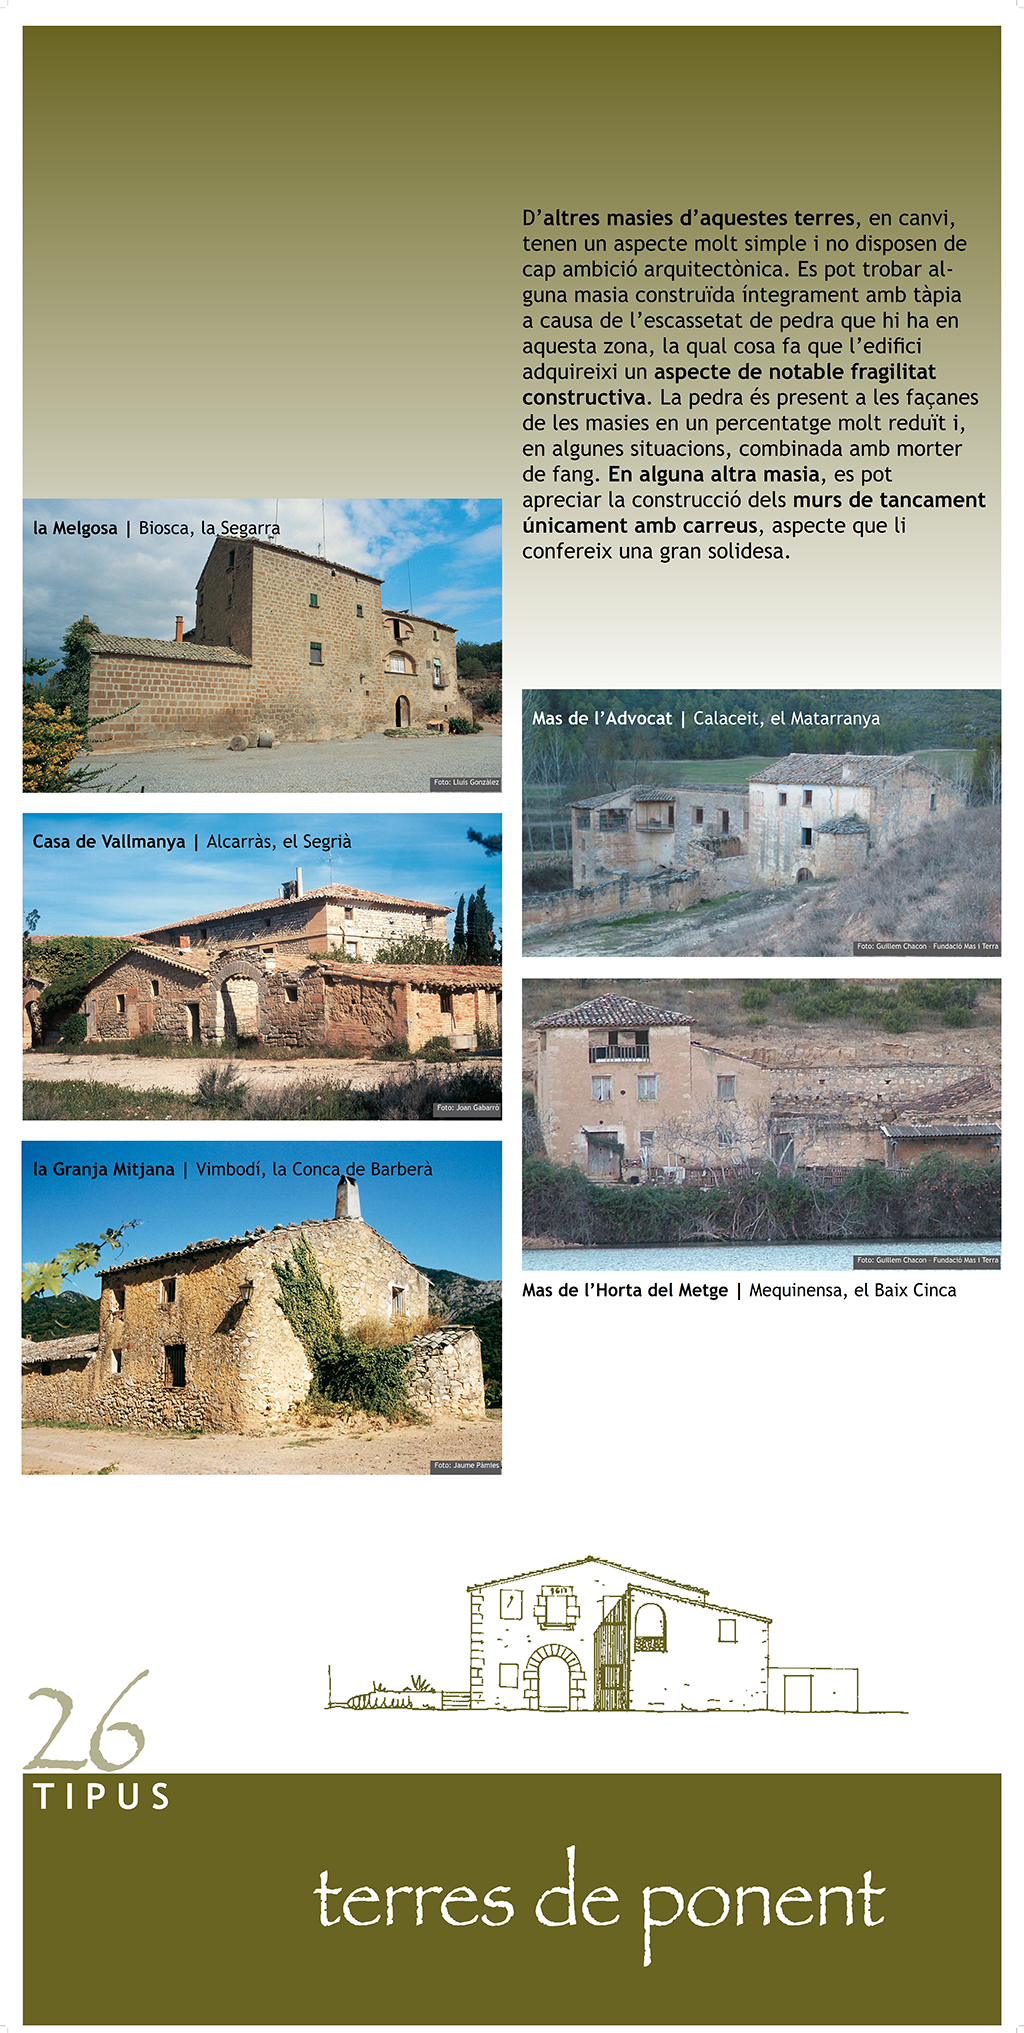 D’altres masies d’aquestes terres, en canvi,
tenen un aspecte molt simple i no disposen de
cap ambició arquitectònica. Es pot trobar al-
guna masia construïda íntegrament amb tàpia
a causa de l’escassetat de pedra que hi ha en
aquesta zona, la qual cosa fa que l’edifici
adquireixi un aspecte de notable fragilitat
constructiva. La pedra és present a les façanes
de les masies en un percentatge molt reduït i,
en algunes situacions, combinada amb morter
de fang. En alguna altra masia, es pot
apreciar la construcció dels murs de tancament
únicament amb carreus, aspecte que li
confereix una gran solidesa.
la Melgosa | Biosca, la Segarra
Foto: Lluís Gonzàlez
Casa de Vallmanya | Alcarràs, el Segrià
Foto: Joan Gabarró
la Granja Mitjana | Vimbodí, la Conca de Barberà
Foto: Jaume Pàmies
Mas de l’Advocat | Calaceit, el Matarranya
Foto: Guillem Chacon - Fundació Mas i Terra
Foto: Guillem Chacon - Fundació Mas i Terra
Mas de l’Horta del Metge | Mequinensa, el Baix Cinca
26
TIPUS
terres de ponent